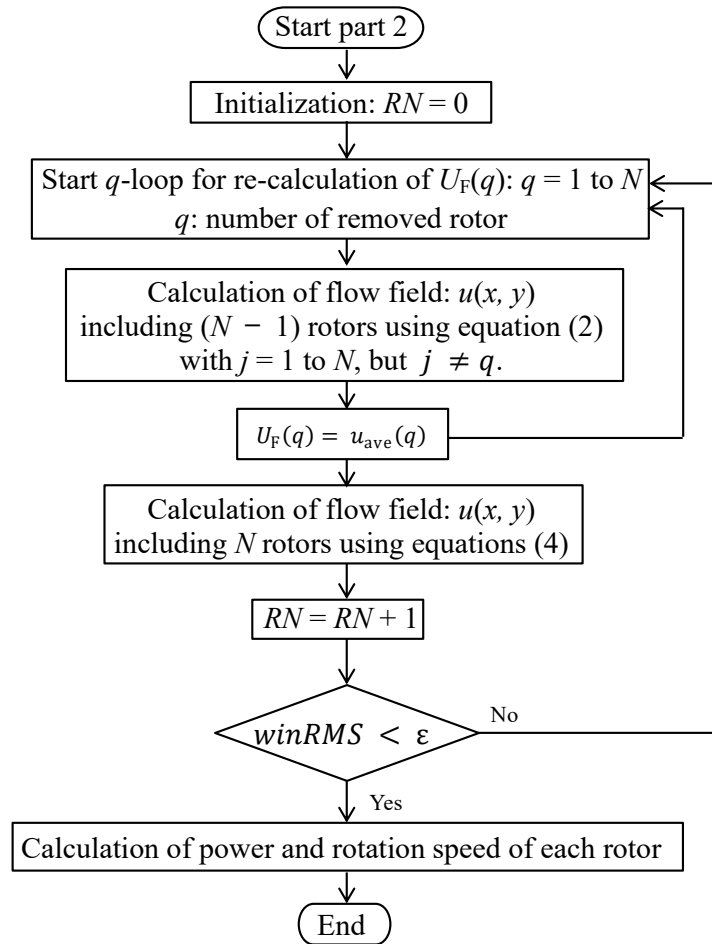 Start part 2
Initialization: RN = 0
Start q-loop for re-calculation of U_F(q): q = 1 to N
q: number of removed rotor
Calculation of flow field: u(x, y)
including (N − 1) rotors using equation (2)
with j = 1 to N, but j ≠ q.
U_F(q) = u_ave(q)
Calculation of flow field: u(x, y)
including N rotors using equations (4)
RN = RN + 1
winRMS < ε
No
Yes
Calculation of power and rotation speed of each rotor
End